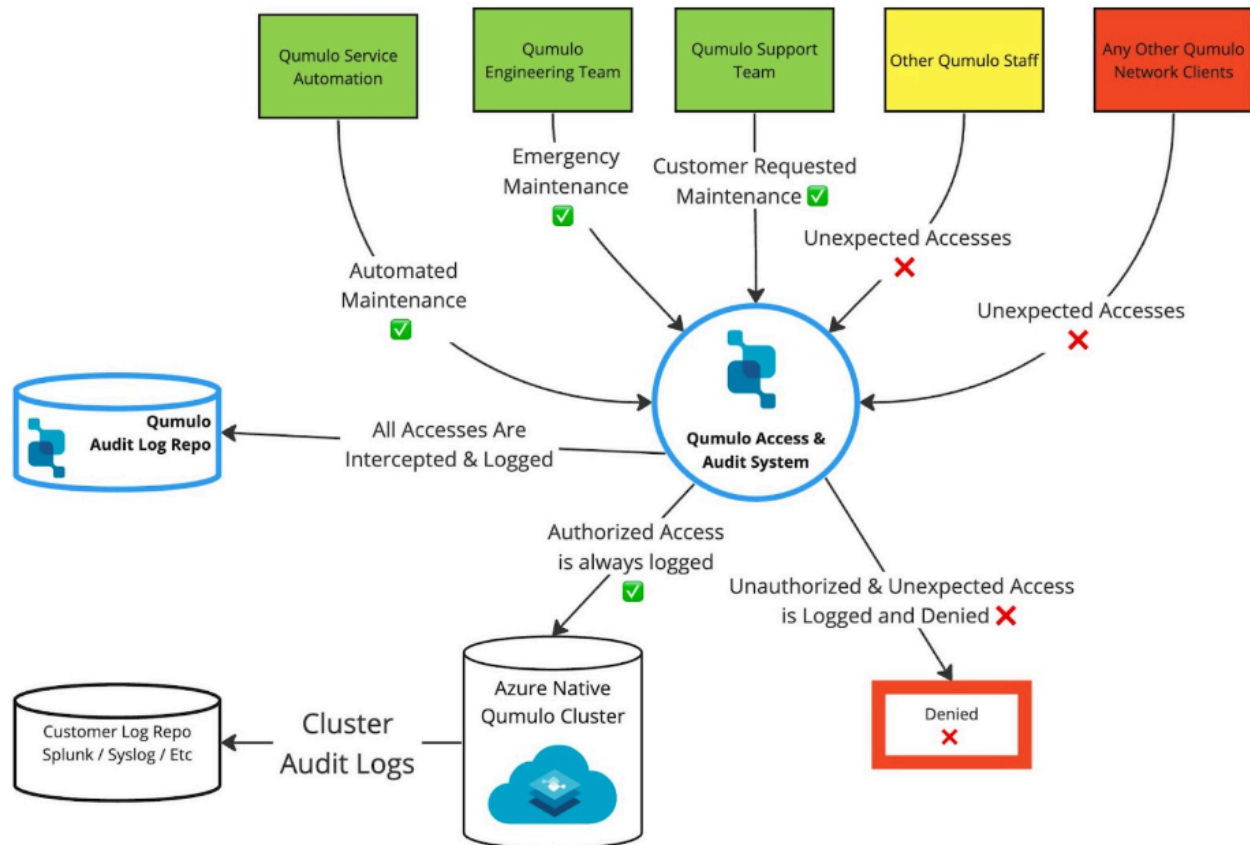 Qumulo Service
Automation
Qumulo
Engineering Team
Qumulo Support
Team
Other Qumulo Staff
Any Other Qumulo
Network Clients
Emergency
Maintenance
✅
Customer Requested
Maintenance ✅
Unexpected Accesses
❌
Automated
Maintenance
✅
Unexpected Accesses
❌
Qumulo
Audit Log Repo
All Accesses Are
Intercepted & Logged
Qumulo Access &
Audit System
Authorized Access
is always logged
✅
Unauthorized & Unexpected Access
is Logged and Denied ❌
Azure Native
Qumulo Cluster
Denied
❌
Customer Log Repo
Splunk / Syslog / Etc
Cluster
Audit Logs